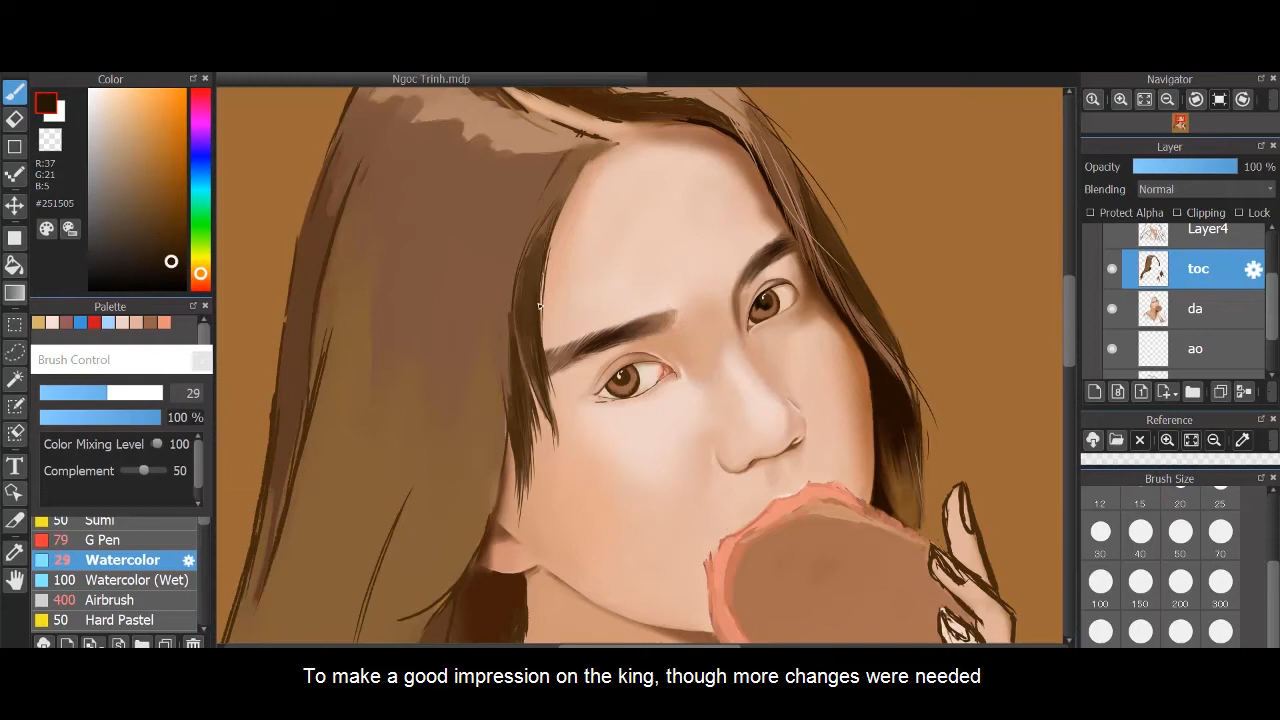 Color
Ngoc Trinh.mdp
Navigator
R:37
G:21
B:5
#251505
Layer
Opacity 100 %
Blending Normal
Protect Alpha Clipping Lock
Layer4
toc
da
ao
Palette
Brush Control
29
100 %
Color Mixing Level 100
Complement 50
50 Sumi
79 G Pen
29 Watercolor
100 Watercolor (Wet)
400 Airbrush
50 Hard Pastel
Reference
Brush Size
12 15 20 25
30 40 50 70
100 150 200 300
To make a good impression on the king, though more changes were needed